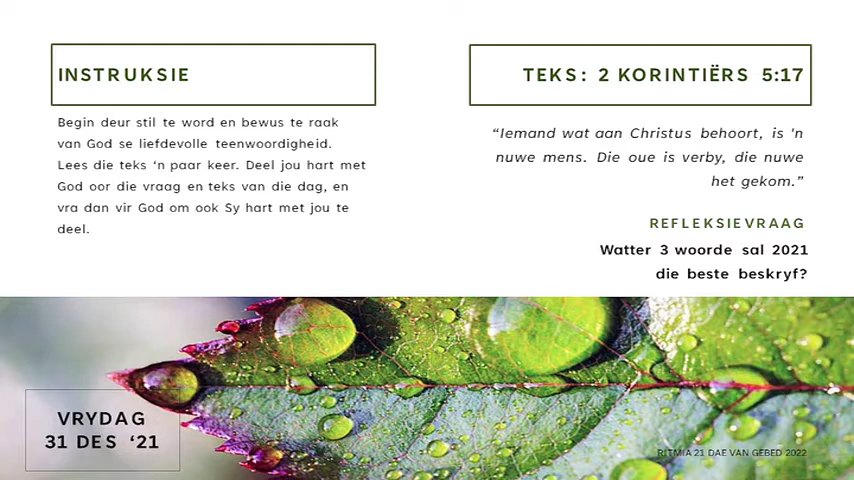 INSTRUKSIE
Begin deur stil te word en bewus te raak
van God se liefdevolle teenwoordigheid.
Lees die teks ‘n paar keer. Deel jou hart met
God oor die vraag en teks van die dag, en
vra dan vir God om ook Sy hart met jou te
deel.
TEKS: 2 KORINTIËRS 5:17
“Iemand wat aan Christus behoort, is 'n
nuwe mens. Die oue is verby, die nuwe
het gekom.”
REFLEKSIEVRAAG
Watter 3 woorde sal 2021
die beste beskryf?
VRYDAG
31 DES ‘21
RITMIA 21 DAE VAN GEBED 2022